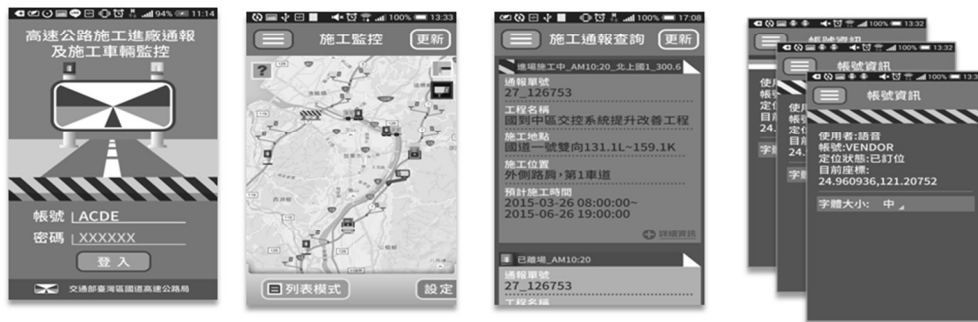 94% 11:14
高速公路施工進廠通報
及施工車輛監控
帳號 ACDE
密碼 XXXXXX
登入
交通部臺灣區國道高速公路局
100% 13:33
施工監控
更新
?
列表模式
設定
100% 17:08
施工通報查詢
更新
進場施工中_AM10:20_北上國1_300.6
通報單號
27_126753
工程名稱
國到中區交控系統提升改善工程
施工地點
國道一號雙向131.1L~159.1K
施工位置
外側路肩,第1車道
預計施工時間
2015-03-26 08:00:00~
2015-06-26 19:00:00
詳細資訊
已離場_AM10:20
通報單號
27_126753
工程名稱
100% 13:32
帳號資訊
100% 13:32
帳號資訊
100% 13:3
帳號資訊
使用者:語音
帳號:VENDOR
定位狀態:已訂位
目前座標:
24.960936,121.20752
字體大小: 中